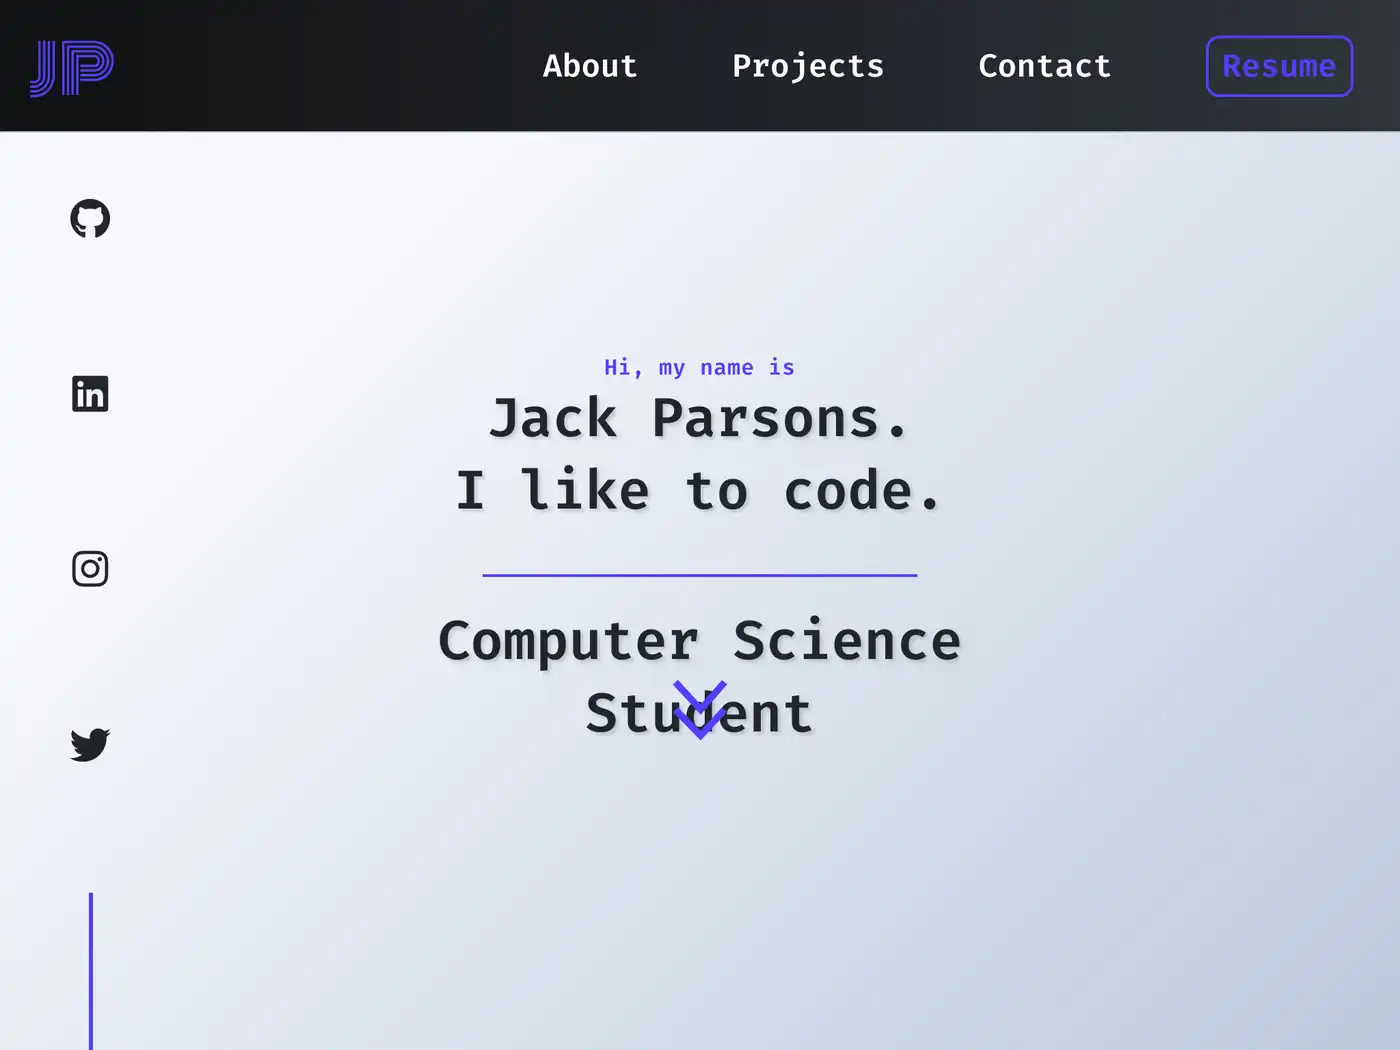 JP
About Projects Contact Resume
Hi, my name is
Jack Parsons.
I like to code.
Computer Science
Student